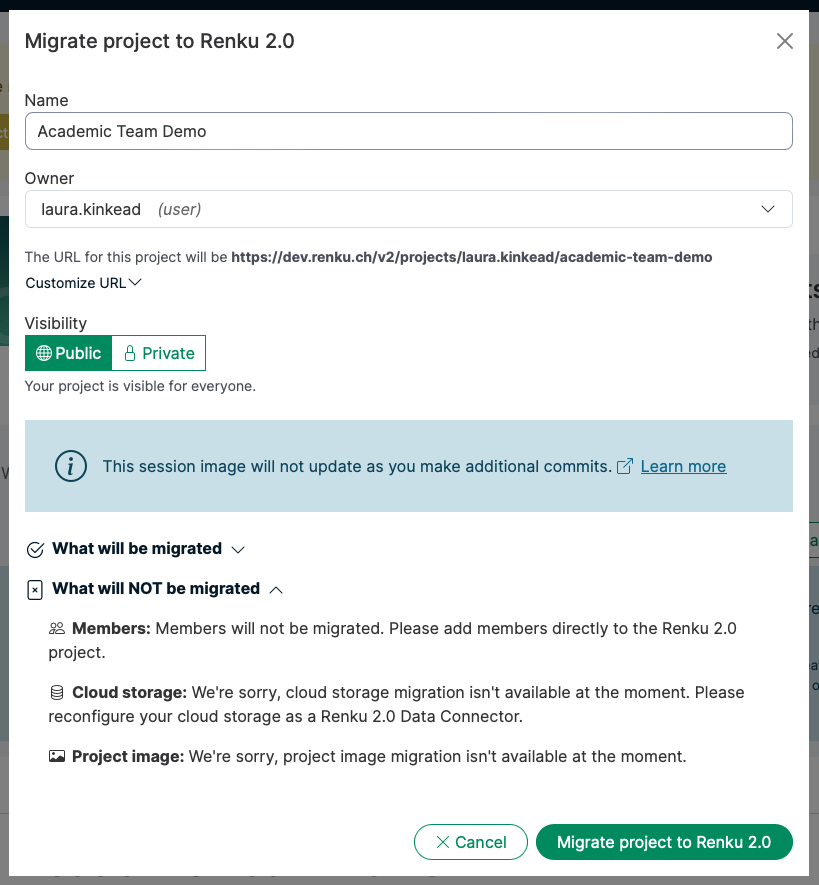 Migrate project to Renku 2.0
Name
Academic Team Demo
Owner
laura.kinkead (user)
The URL for this project will be https://dev.renku.ch/v2/projects/laura.kinkead/academic-team-demo
Customize URL
Visibility
Public Private
Your project is visible for everyone.
This session image will not update as you make additional commits. Learn more
What will be migrated
What will NOT be migrated
Members: Members will not be migrated. Please add members directly to the Renku 2.0
project.
Cloud storage: We're sorry, cloud storage migration isn't available at the moment. Please
reconfigure your cloud storage as a Renku 2.0 Data Connector.
Project image: We're sorry, project image migration isn't available at the moment.
Cancel Migrate project to Renku 2.0